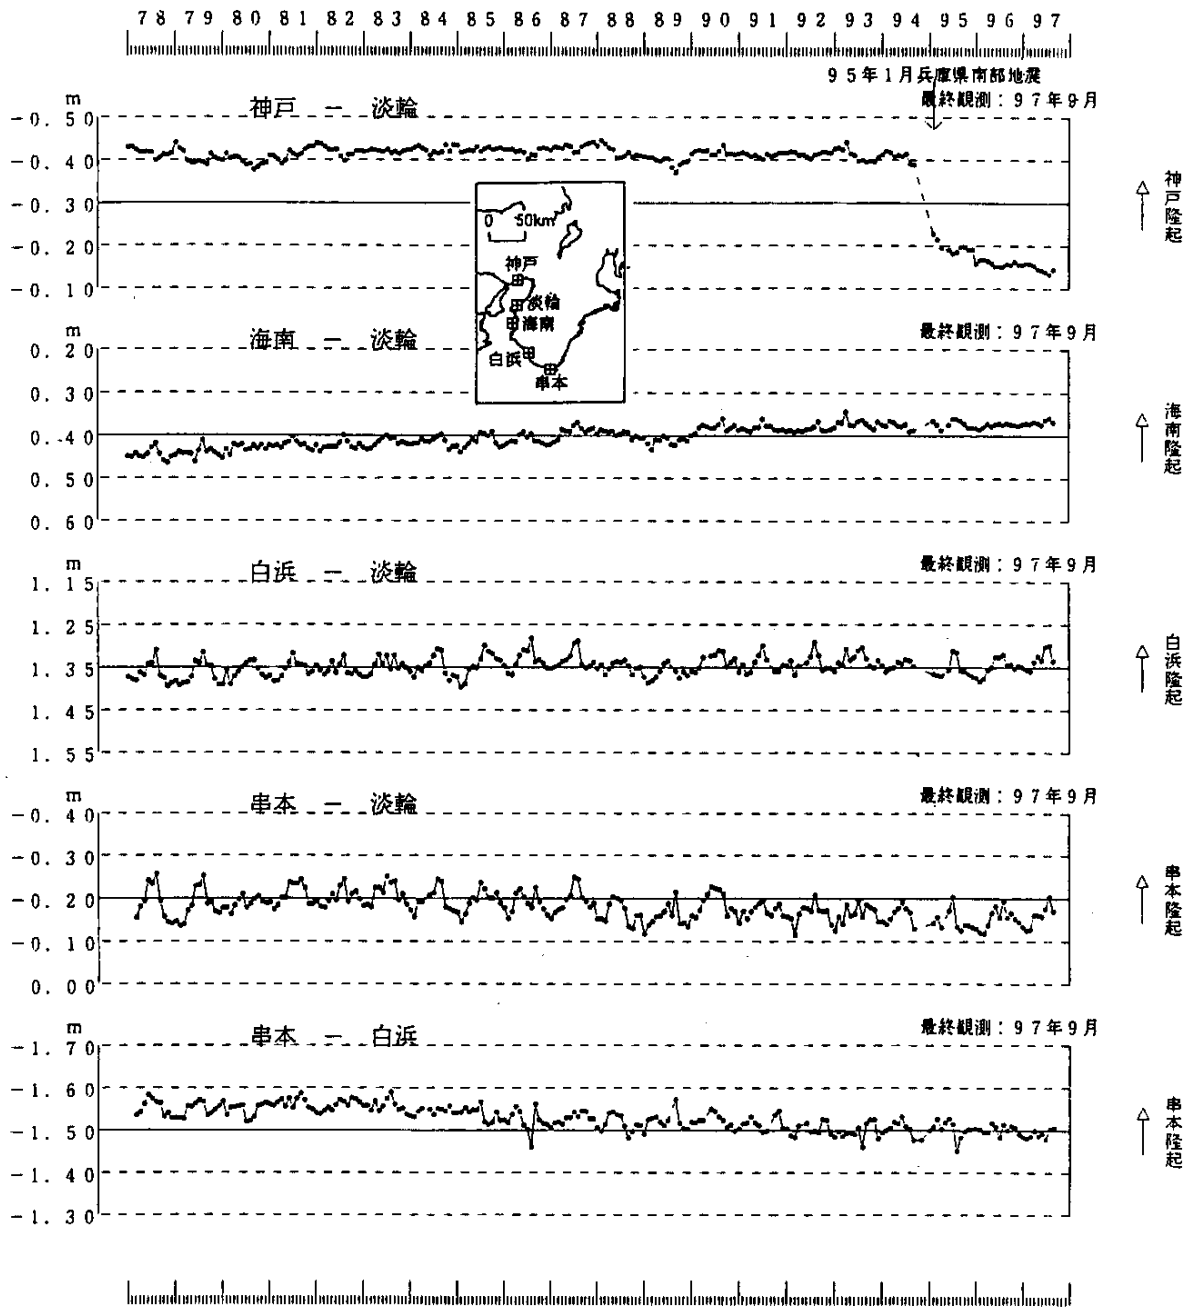 78 79 80 81 82 83 84 85 86 87 88 89 90 91 92 93 94 95 96 97
95年1月兵庫県南部地震
m
神戸 － 淡輪
最終観測：97年9月
-0.50
-0.40
-0.30
-0.20
-0.10
神戸隆起
0 50km
神戸
淡輪
海南
白浜
串本
m
海南 － 淡輪
最終観測：97年9月
0.20
0.30
0.40
0.50
0.60
海南隆起
m
白浜 － 淡輪
最終観測：97年9月
1.15
1.25
1.35
1.45
1.55
白浜隆起
m
串本 － 淡輪
最終観測：97年9月
-0.40
-0.30
-0.20
-0.10
0.00
串本隆起
m
串本 － 白浜
最終観測：97年9月
-1.70
-1.60
-1.50
-1.40
-1.30
串本隆起